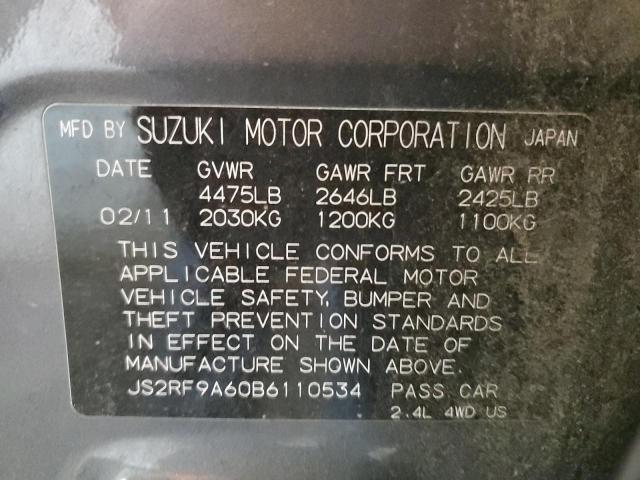 MFD BY SUZUKI MOTOR CORPORATION JAPAN
DATE GVWR GAWR FRT GAWR RR
4475LB 2646LB 2425LB
02/11 2030KG 1200KG 1100KG
THIS VEHICLE CONFORMS TO ALL
APPLICABLE FEDERAL MOTOR
VEHICLE SAFETY, BUMPER AND
THEFT PREVENTION STANDARDS
IN EFFECT ON THE DATE OF
MANUFACTURE SHOWN ABOVE.
JS2RF9A60B6110534 PASS CAR
2.4L 4WD US